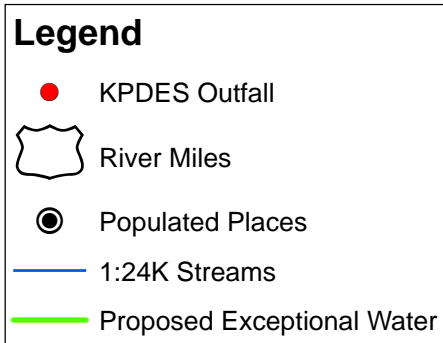 Legend
KPDES Outfall
River Miles
Populated Places
1:24K Streams
Proposed Exceptional Water